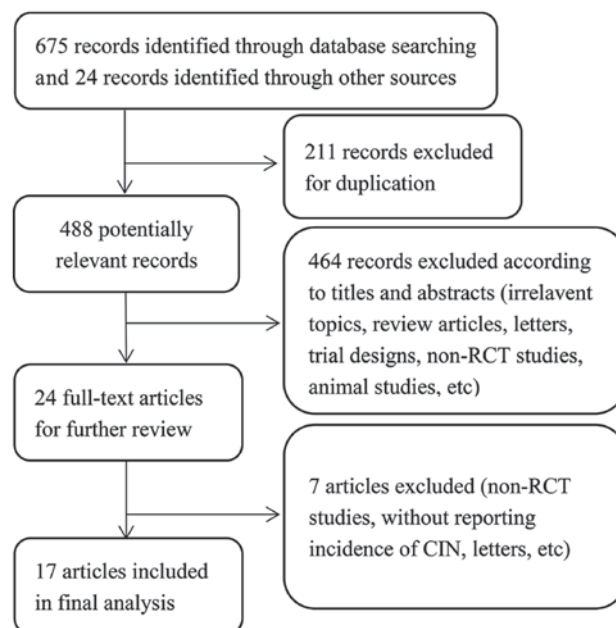 675 records identified through database searching
and 24 records identified through other sources
211 records excluded
for duplication
488 potentially
relevant records
464 records excluded according
to titles and abstracts (irrelavent
topics, review articles, letters,
trial designs, non-RCT studies,
animal studies, etc)
24 full-text articles
for further review
7 articles excluded (non-RCT
studies, without reporting
incidence of CIN, letters, etc)
17 articles included
in final analysis